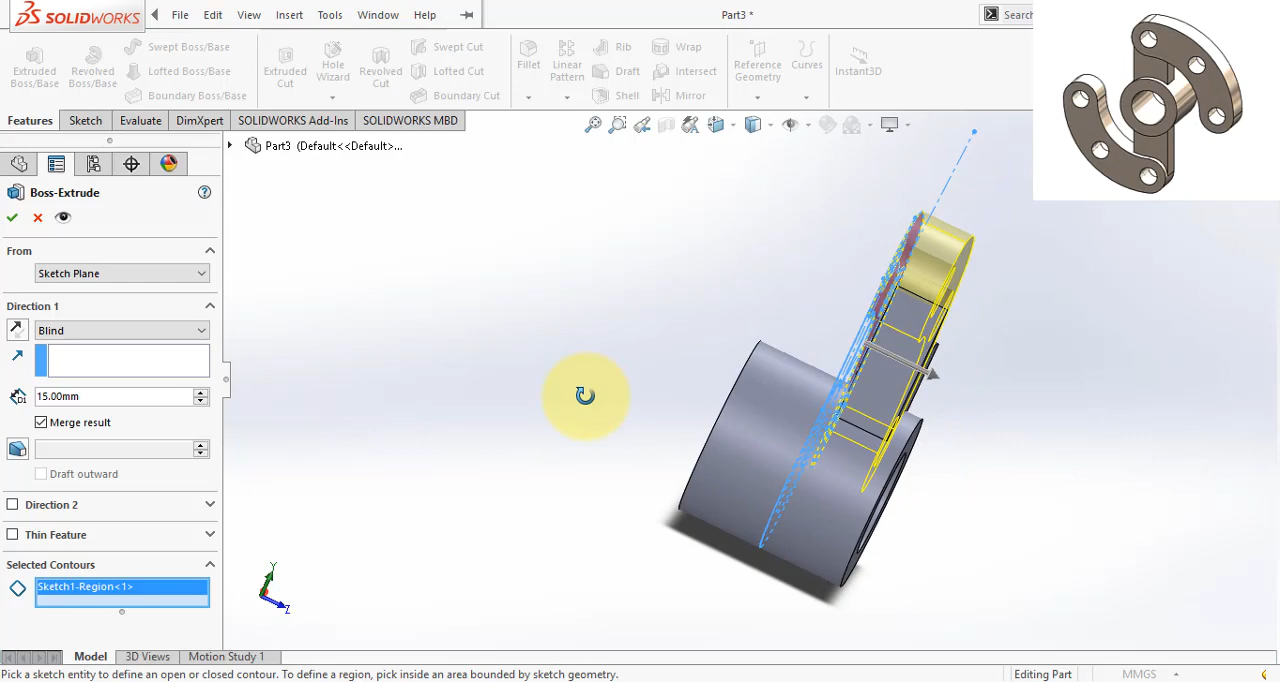 SOLIDWORKS File Edit View Insert Tools Window Help Part3 * Search
Extruded Boss/Base
Revolved Boss/Base
Swept Boss/Base
Lofted Boss/Base
Boundary Boss/Base
Extruded Cut
Hole Wizard
Revolved Cut
Swept Cut
Lofted Cut
Boundary Cut
Fillet
Linear Pattern
Rib
Draft
Shell
Wrap
Intersect
Mirror
Reference Geometry
Curves
Instant3D
Features Sketch Evaluate DimXpert SOLIDWORKS Add-Ins SOLIDWORKS MBD
Part3 (Default<<Default>...
Boss-Extrude
From
Sketch Plane
Direction 1
Blind
D1
15.00mm
Merge result
Draft outward
Direction 2
Thin Feature
Selected Contours
Sketch1-Region<1>
Y
Z
Model 3D Views Motion Study 1
Pick a sketch entity to define an open or closed contour. To define a region, pick inside an area bounded by sketch geometry. Editing Part MMGS